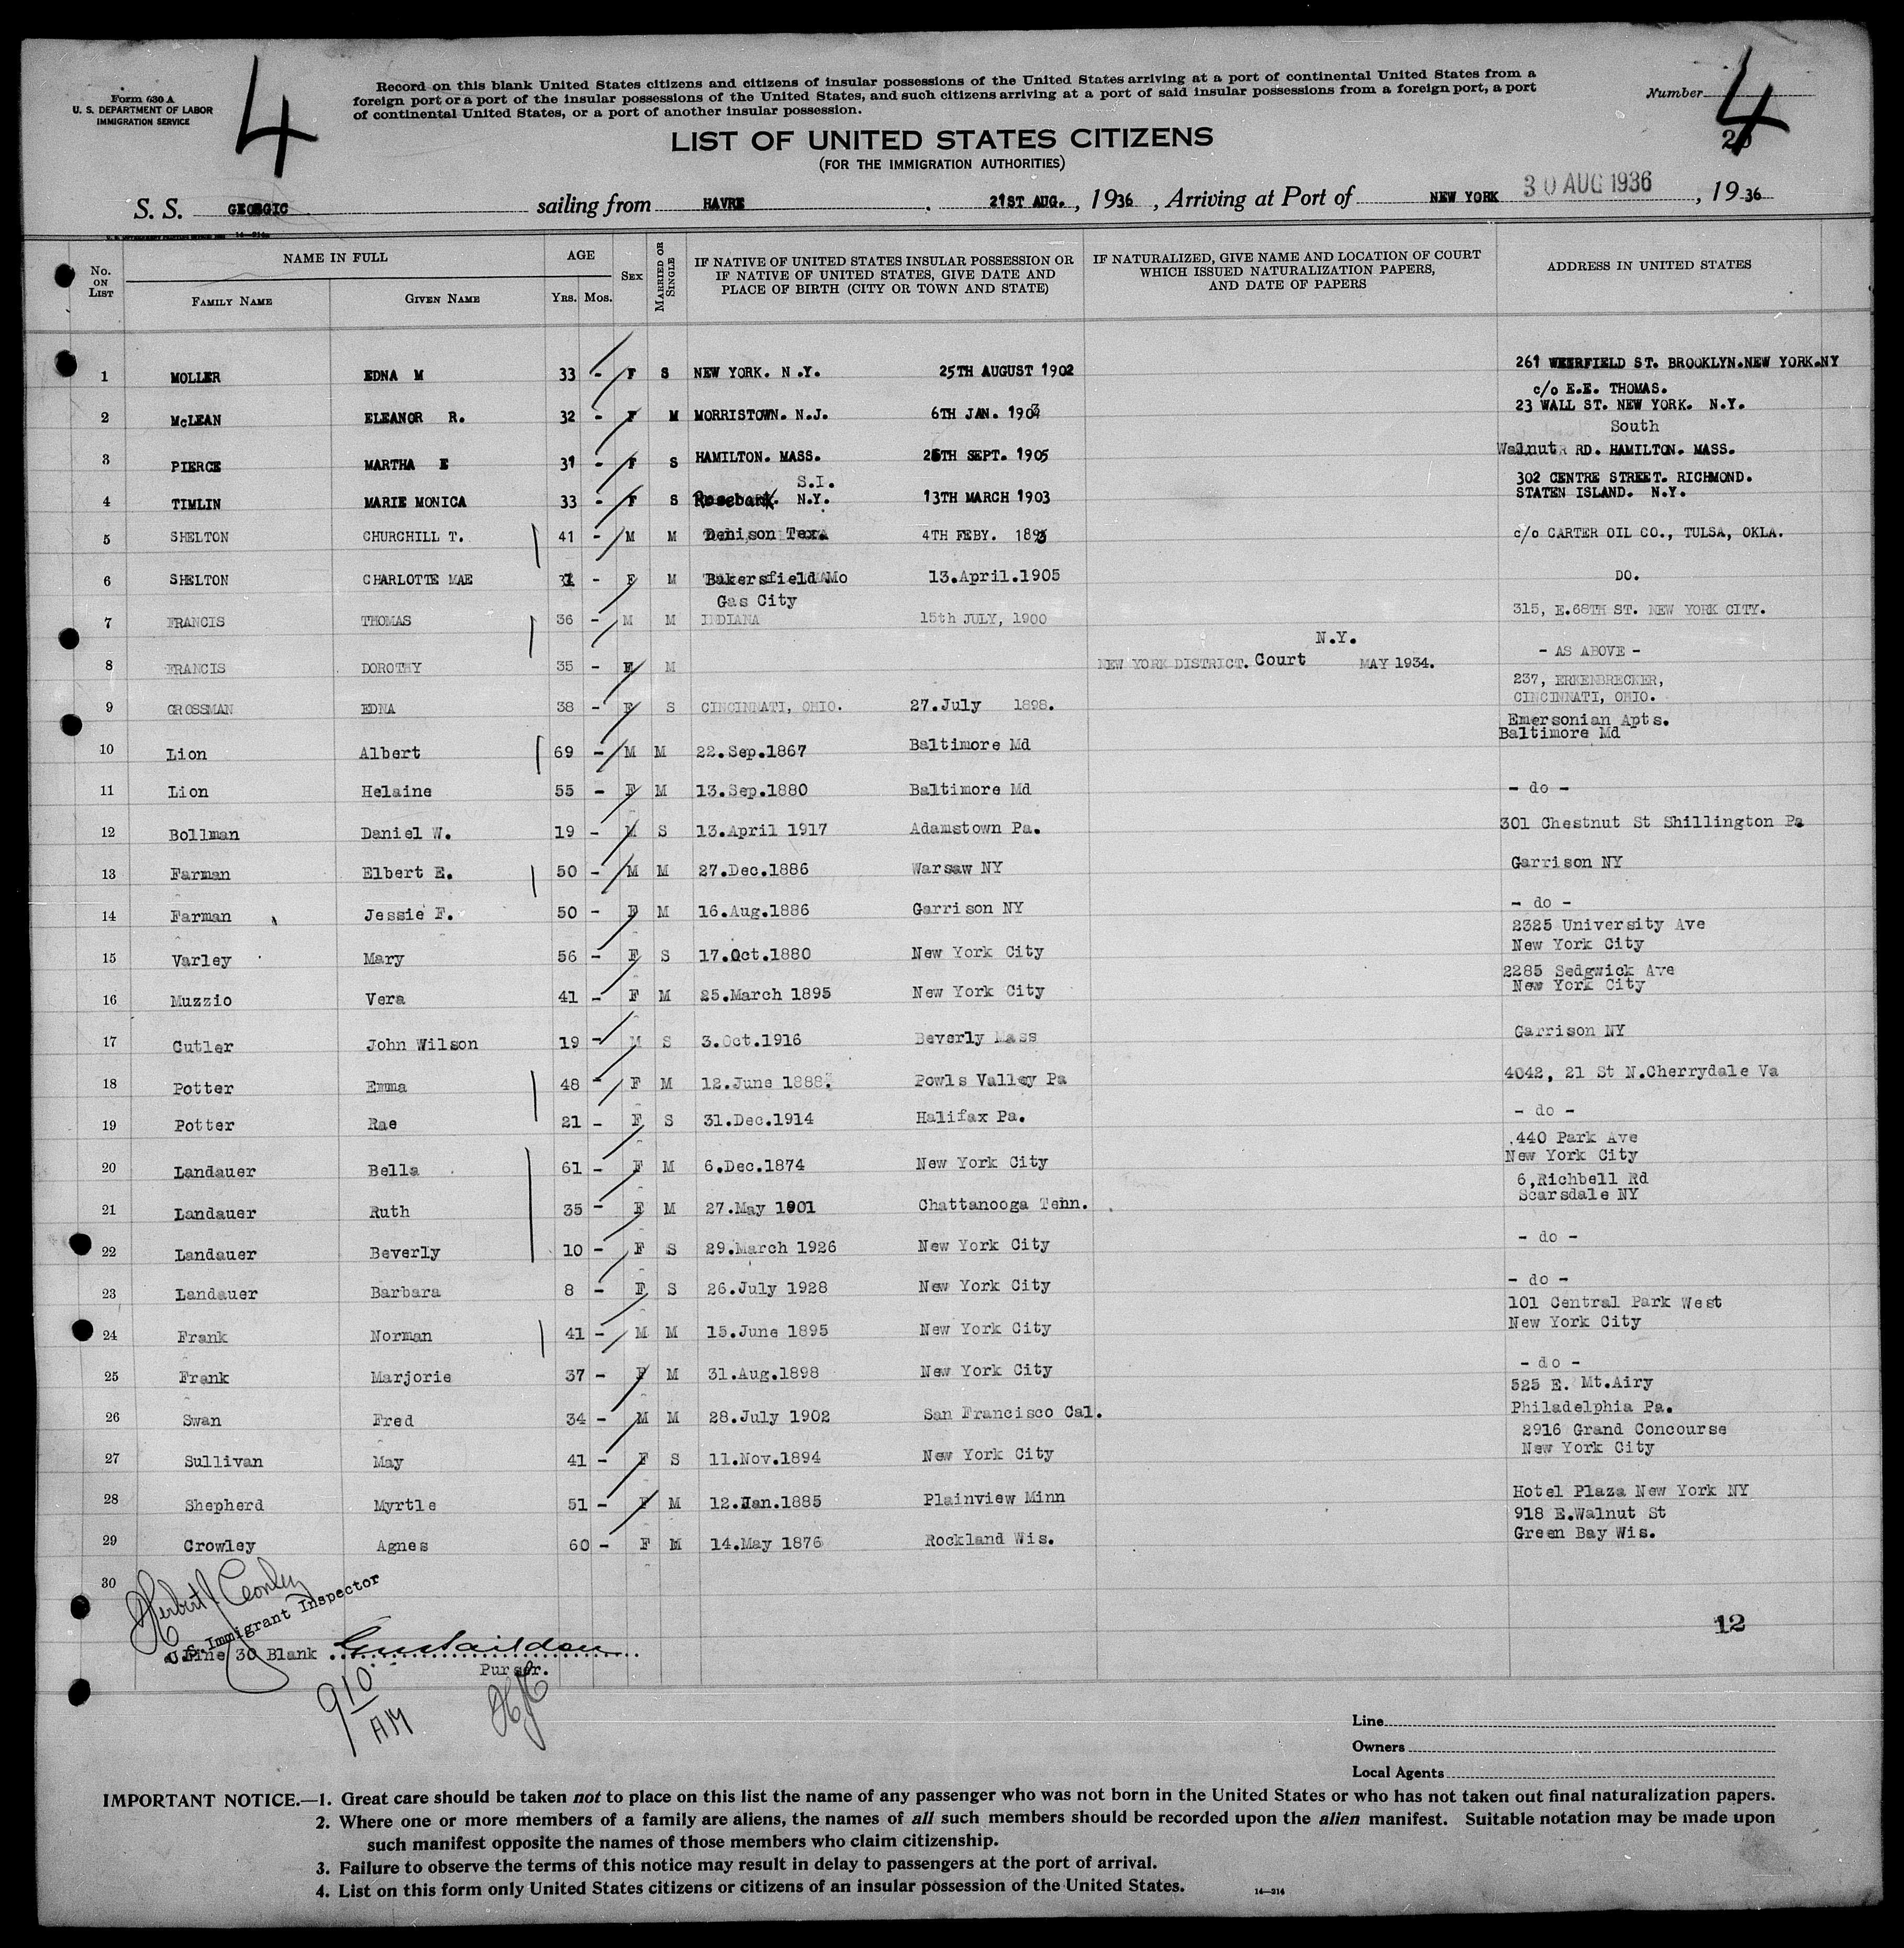 Form 630 A
U. S. DEPARTMENT OF LABOR
IMMIGRATION SERVICE
4
Record on this blank United States citizens and citizens of insular possessions of the United States arriving at a port of continental United States from a
foreign port or a port of the insular possessions of the United States, and such citizens arriving at a port of said insular possessions from a foreign port, a port
of continental United States, or a port of another insular possession.
Number 4
LIST OF UNITED STATES CITIZENS
(FOR THE IMMIGRATION AUTHORITIES)
S. S. GEORGIC sailing from HAVRE . 21ST AUG. , 1936 , Arriving at Port of NEW YORK 30 AUG 1936 , 1936
No. ON LIST NAME IN FULL AGE SEX MARRIED OR SINGLE IF NATIVE OF UNITED STATES INSULAR POSSESSION OR IF NATIVE OF UNITED STATES, GIVE DATE AND PLACE OF BIRTH (CITY OR TOWN AND STATE) IF NATURALIZED, GIVE NAME AND LOCATION OF COURT WHICH ISSUED NATURALIZATION PAPERS, AND DATE OF PAPERS ADDRESS IN UNITED STATES
FAMILY NAME GIVEN NAME YRS. MOS.
1 MOLLER EDNA M 33 - F S NEW YORK. N.Y. 25TH AUGUST 1902 261 WEIRFIELD ST. BROOKLYN.NEW YORK.NY
c/o E.E. THOMAS.
2 McLEAN ELEANOR R. 32 - F M MORRISTOWN. N.J. 6TH JAN. 1903 23 WALL ST. NEW YORK. N.Y.
South
3 PIERCE MARTHA E 31 - F S HAMILTON. MASS. 26TH SEPT. 1905 Walnut RD. HAMILTON. MASS.
S.I. 302 CENTRE STREET. RICHMOND.
4 TIMLIN MARIE MONICA 33 - F S Rosebank. N.Y. 13TH MARCH 1903 STATEN ISLAND. N.Y.
5 SHELTON CHURCHILL T. 41 - M M Denison Tex. 4TH FEBY. 1895 c/o CARTER OIL CO., TULSA, OKLA.
6 SHELTON CHARLOTTE MAE 31 - F M Bakersfield Mo 13.April.1905 DO.
Gas City
7 FRANCIS THOMAS 36 - M M INDIANA 15th JULY, 1900 315, E.68TH ST. NEW YORK CITY.
N.Y.
8 FRANCIS DOROTHY 35 - F M NEW YORK DISTRICT. Court MAY 1934. - AS ABOVE -
237, ERKENBRECKER,
9 GROSSMAN EDNA 38 - F S CINCINNATI, OHIO. 27.July 1898. CINCINNATI, OHIO.
Emersonian Apts.
10 Lion Albert 69 - M M 22.Sep.1867 Baltimore Md Baltimore Md
11 Lion Helaine 55 - F M 13.Sep.1880 Baltimore Md - do -
12 Bollman Daniel W. 19 - M S 13.April 1917 Adamstown Pa. 301 Chestnut St Shillington Pa
13 Farman Elbert E. 50 - M M 27.Dec.1886 Warsaw NY Garrison NY
14 Farman Jessie F. 50 - F M 16.Aug.1886 Garrison NY - do -
2325 University Ave
15 Varley Mary 56 - F S 17.Oct.1880 New York City New York City
2285 Sedgwick Ave
16 Muzzio Vera 41 - F M 25.March 1895 New York City New York City
17 Cutler John Wilson 19 - M S 3.Oct.1916 Beverly Mass Garrison NY
18 Potter Emma 48 - F M 12.June 1888. Powls Valley Pa 4042, 21 St N.Cherrydale Va
19 Potter Rae 21 - F S 31.Dec.1914 Halifax Pa. - do -
440 Park Ave
20 Landauer Bella 61 - F M 6.Dec.1874 New York City New York City
6,Richbell Rd
21 Landauer Ruth 35 - F M 27.May 1901 Chattanooga Tenn. Scarsdale NY
22 Landauer Beverly 10 - F S 29.March 1926 New York City - do -
23 Landauer Barbara 8 - F S 26.July 1928 New York City - do -
101 Central Park West
24 Frank Norman 41 - M M 15.June 1895 New York City New York City
25 Frank Marjorie 37 - F M 31.Aug.1898 New York City - do -
525 E. Mt.Airy
26 Swan Fred 34 - M M 28.July 1902 San Francisco Cal. Philadelphia Pa.
2916 Grand Concourse
27 Sullivan May 41 - F S 11.Nov.1894 New York City New York City
28 Shepherd Myrtle 51 - F M 12.Jan.1885 Plainview Minn Hotel Plaza New York NY
918 E.Walnut St
29 Crowley Agnes 60 - F M 14.May 1876 Rockland Wis. Green Bay Wis.
30
U.S. Immigrant Inspector
12
Line 30 Blank
Purser.
910
AM
Line
Owners
Local Agents
IMPORTANT NOTICE.—1. Great care should be taken not to place on this list the name of any passenger who was not born in the United States or who has not taken out final naturalization papers.
2. Where one or more members of a family are aliens, the names of all such members should be recorded upon the alien manifest. Suitable notation may be made upon
such manifest opposite the names of those members who claim citizenship.
3. Failure to observe the terms of this notice may result in delay to passengers at the port of arrival.
4. List on this form only United States citizens or citizens of an insular possession of the United States.
14—314